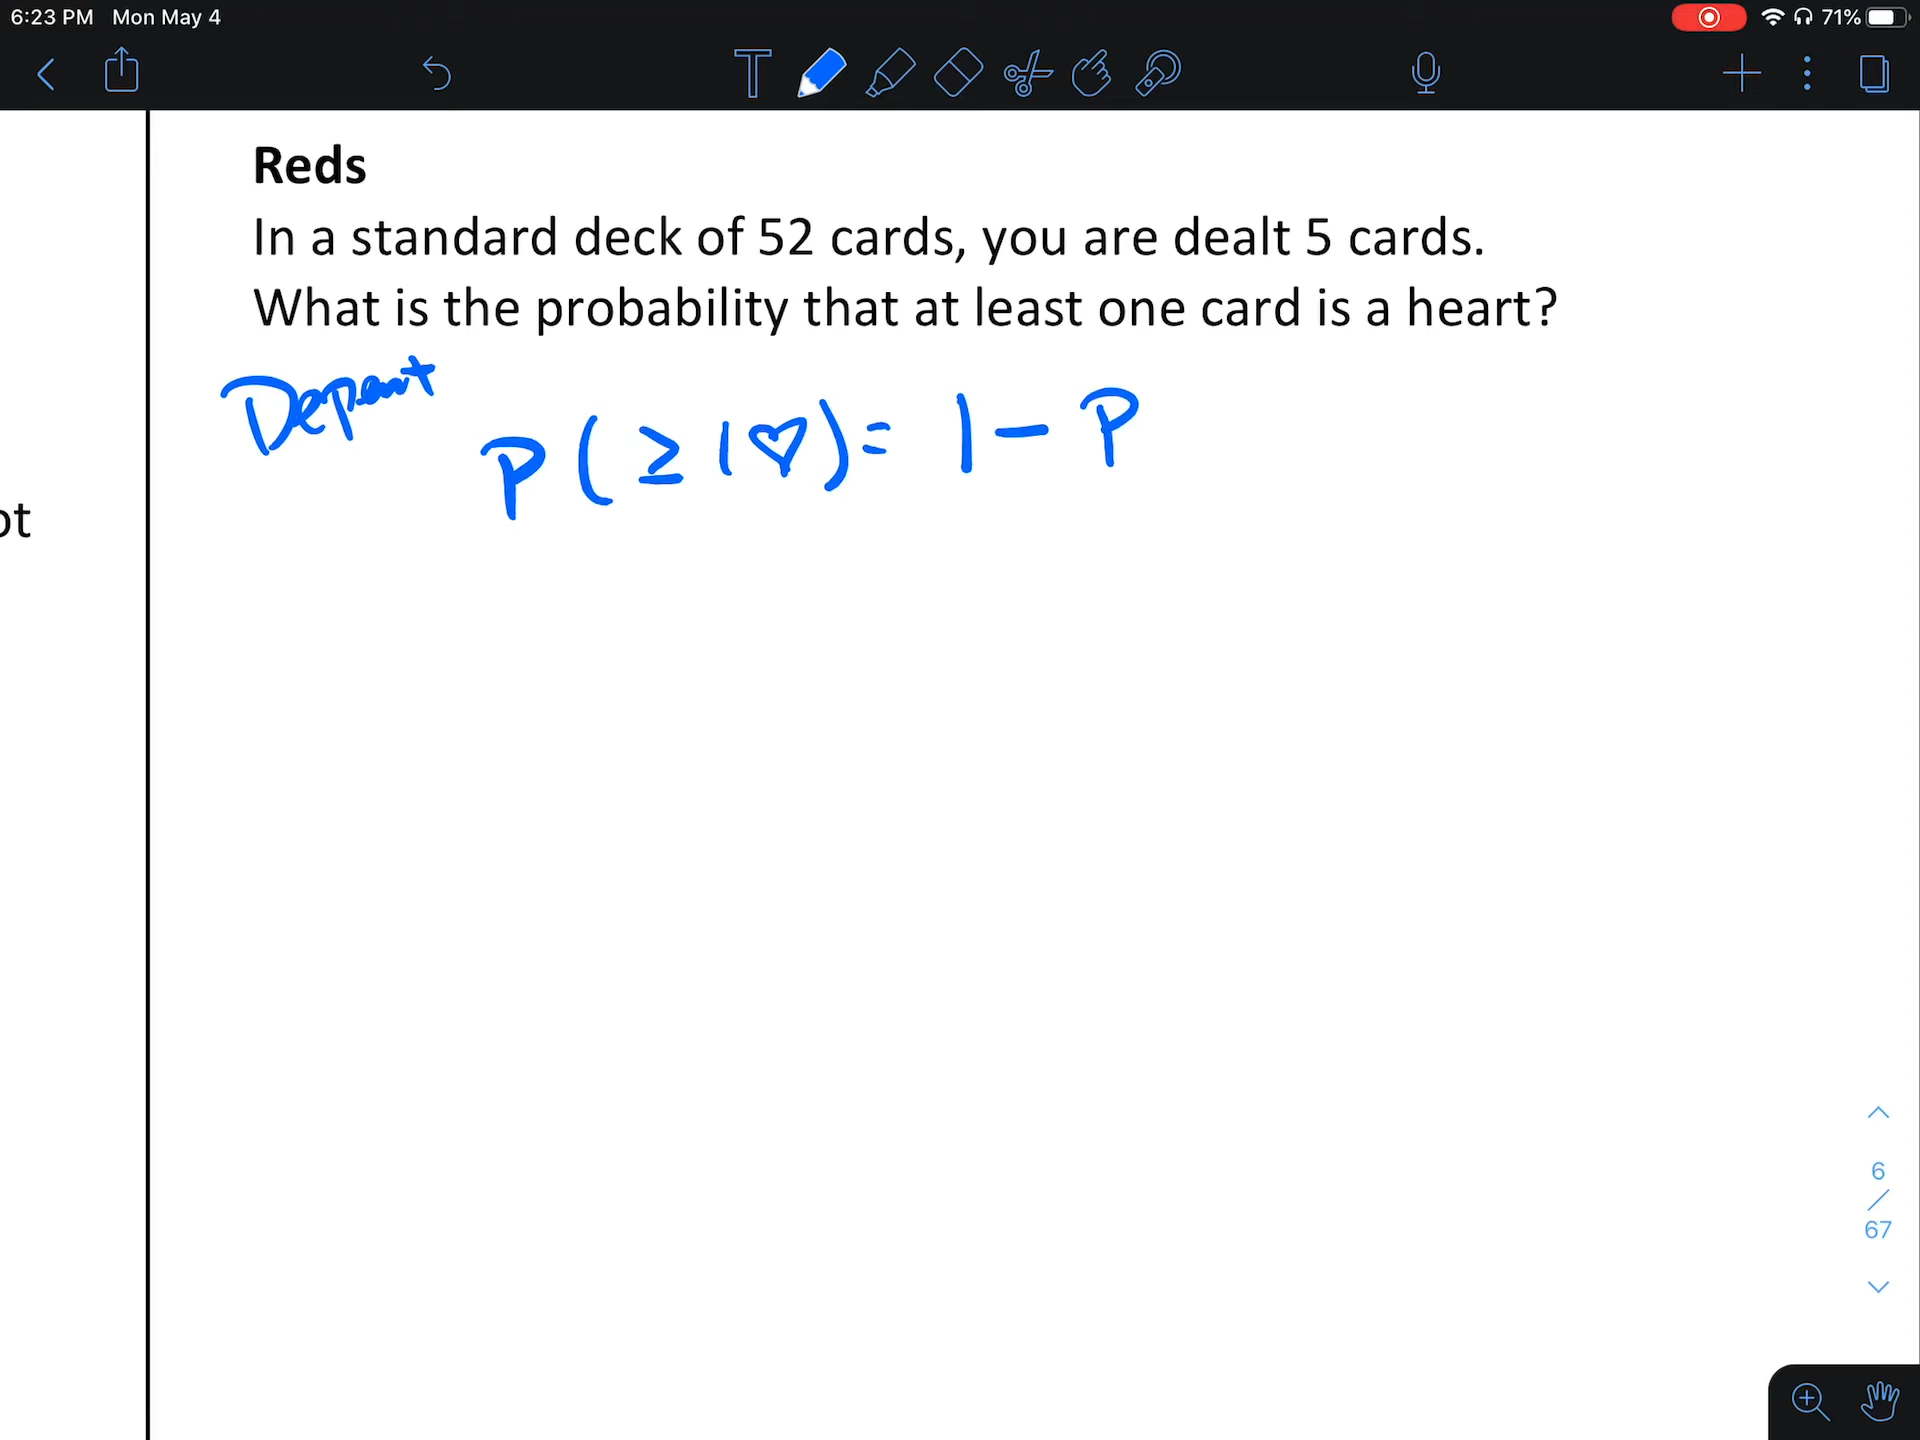 6:23 PM Mon May 4
71%
Reds
In a standard deck of 52 cards, you are dealt 5 cards.
What is the probability that at least one card is a heart?
P ( ≥ 1 ♡ ) = 1 - P
ot
6
/
67